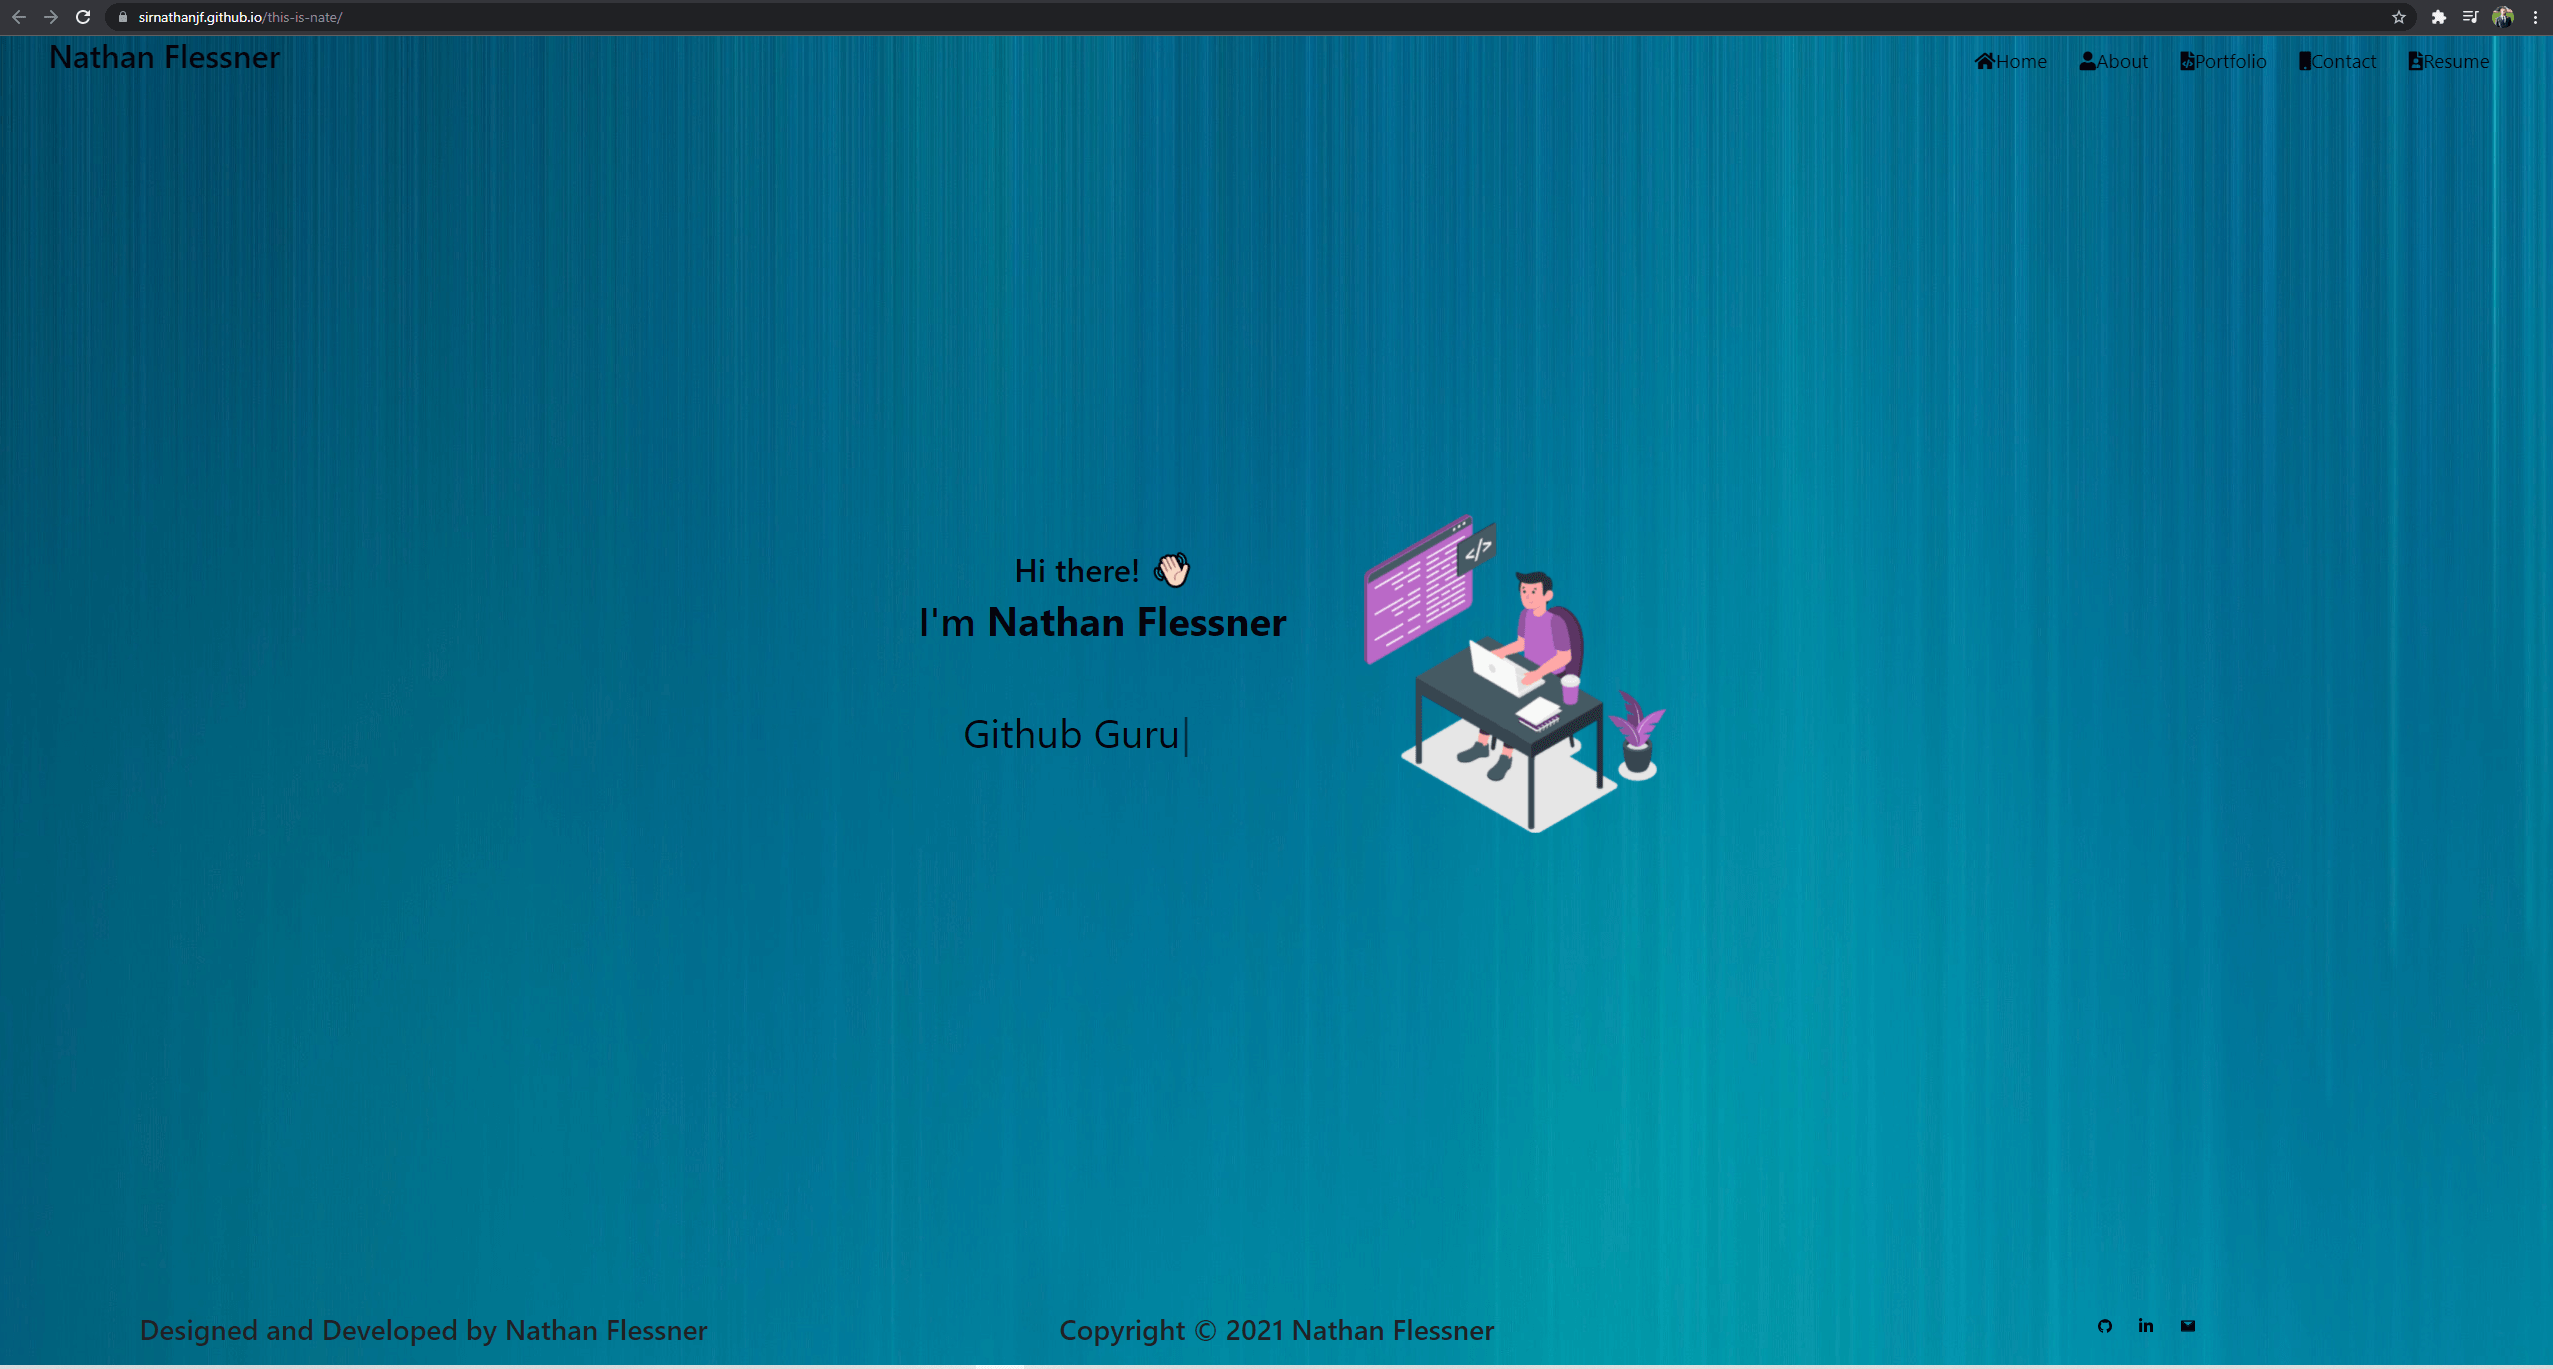 sirnathanjf.github.io/this-is-nate/
Nathan Flessner
Home About Portfolio Contact Resume
Hi there! 👋🏻
I'm Nathan Flessner
Github Guru|
</>
Designed and Developed by Nathan Flessner
Copyright © 2021 Nathan Flessner
in